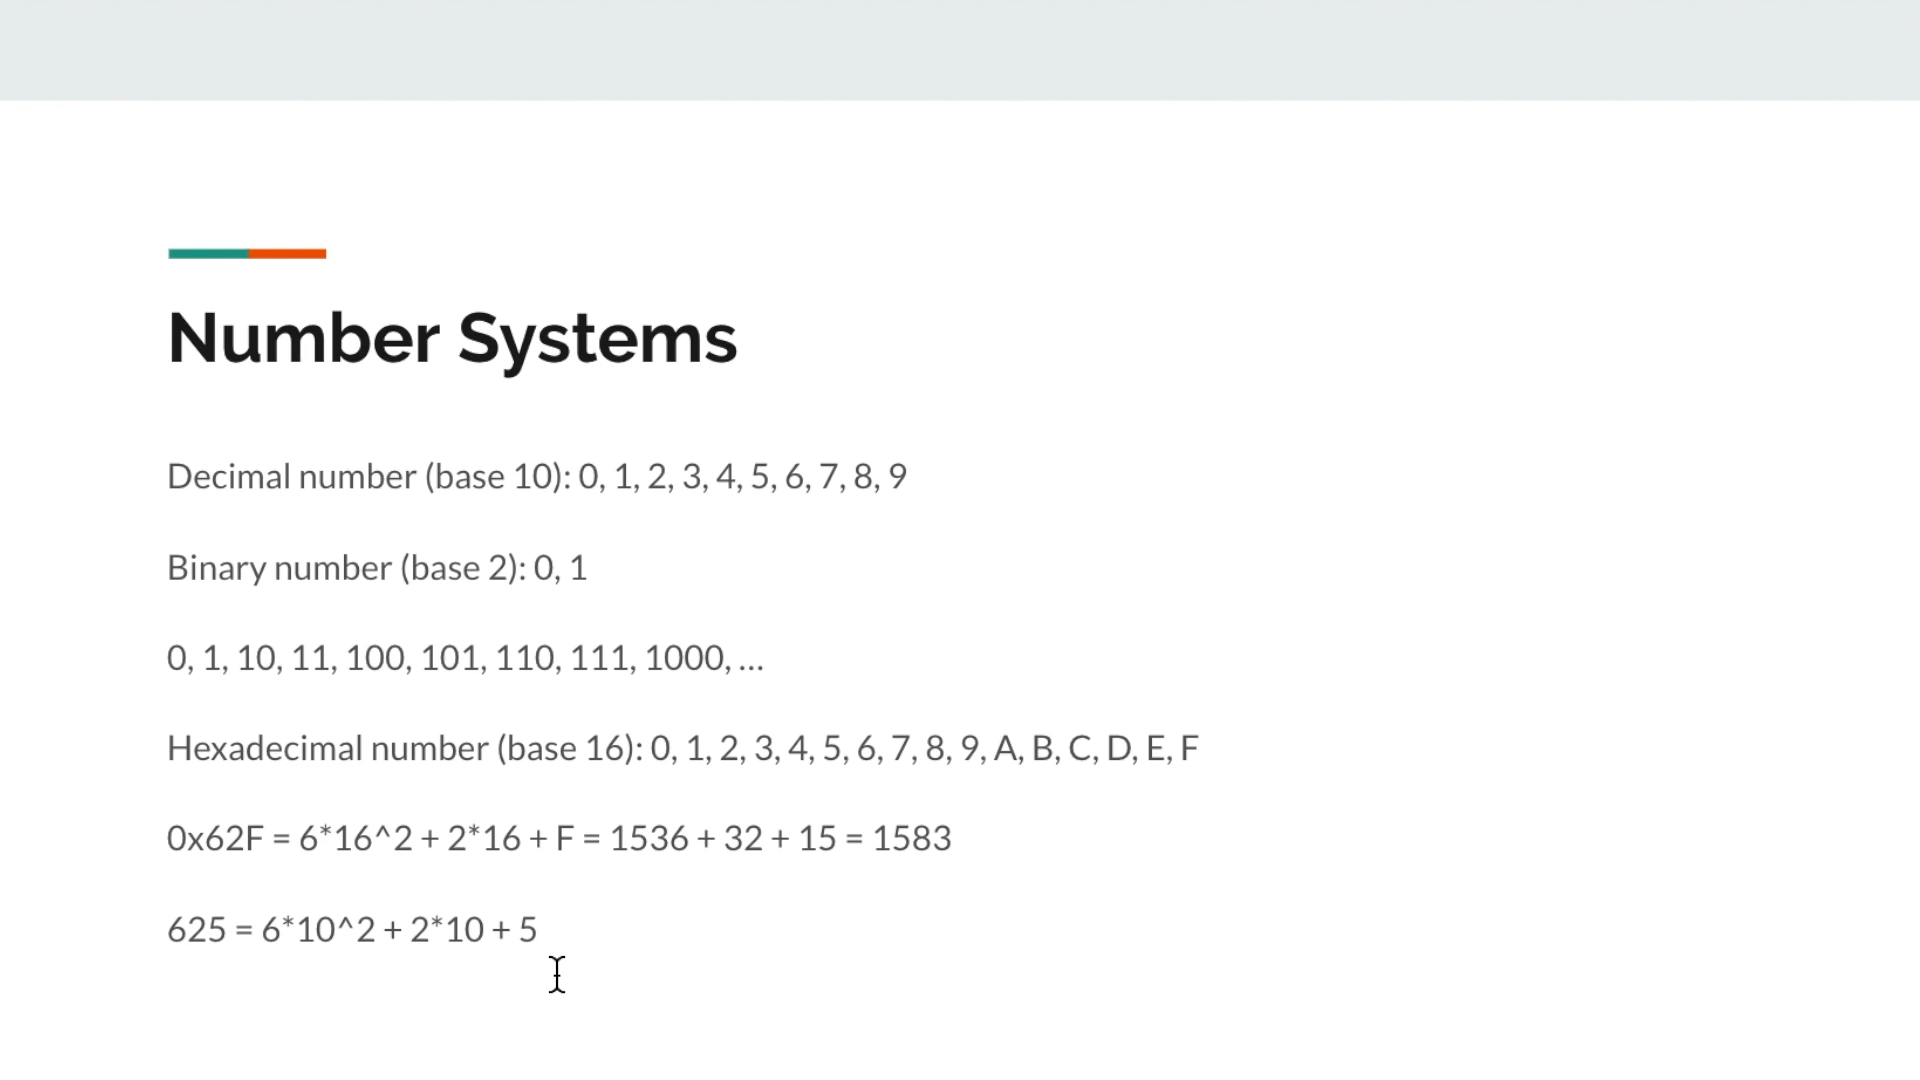 Number Systems
Decimal number (base 10): 0, 1, 2, 3, 4, 5, 6, 7, 8, 9
Binary number (base 2): 0, 1
0, 1, 10, 11, 100, 101, 110, 111, 1000, ...
Hexadecimal number (base 16): 0, 1, 2, 3, 4, 5, 6, 7, 8, 9, A, B, C, D, E, F
0x62F = 6*16^2 + 2*16 + F = 1536 + 32 + 15 = 1583
625 = 6*10^2 + 2*10 + 5